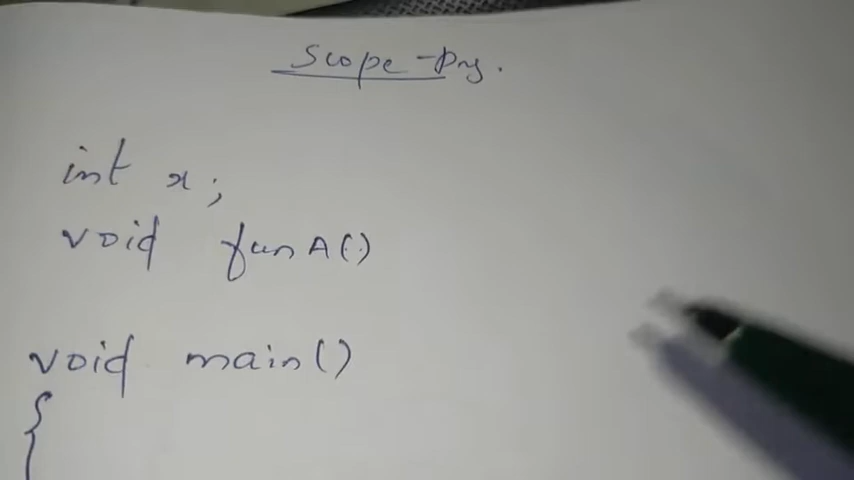 Scope - Prg.
int x;
void funA()
void main()
{